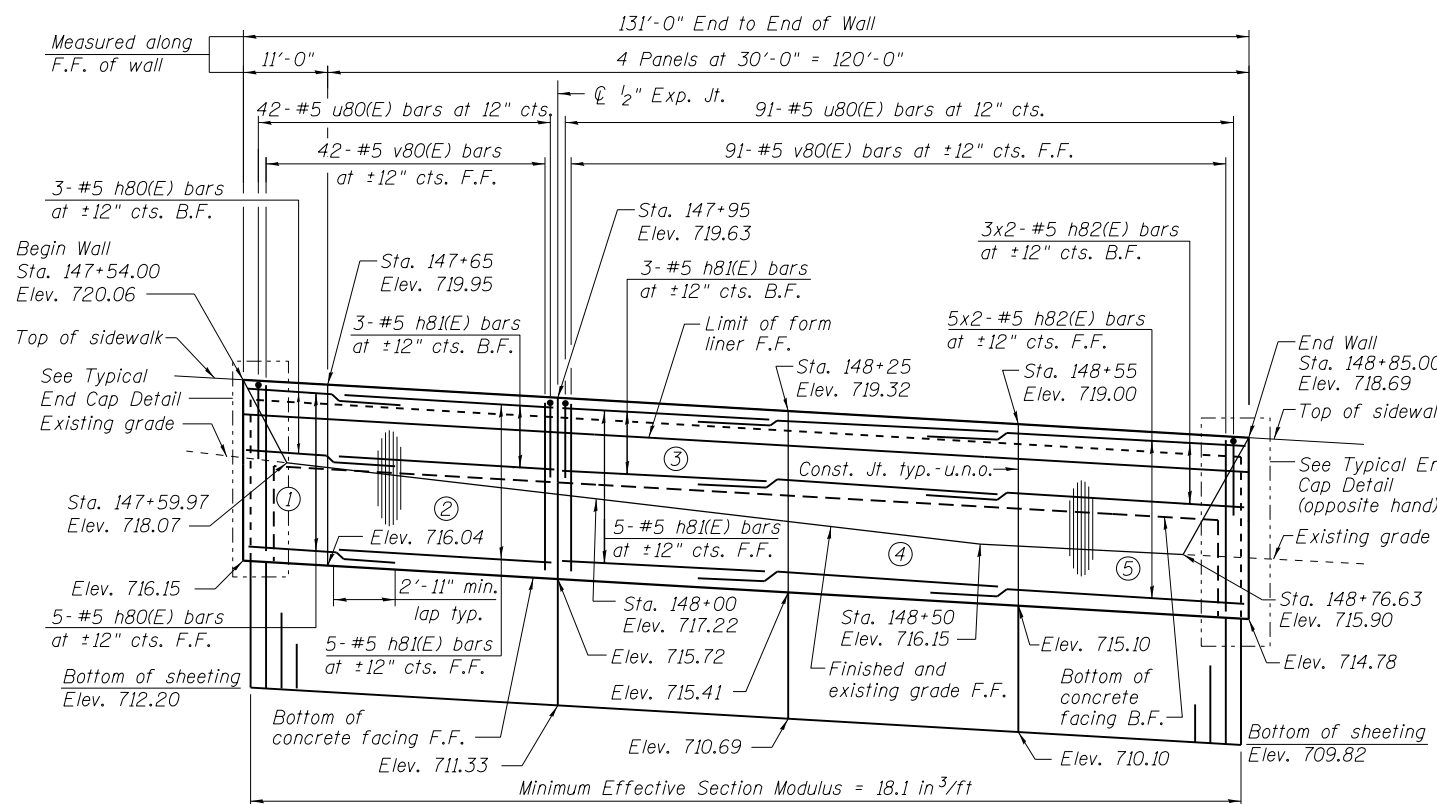 131'-0" End to End of Wall
Measured along
F.F. of wall
11'-0"
4 Panels at 30'-0" = 120'-0"
℄ 1/2" Exp. Jt.
42-#5 u80(E) bars at 12" cts.
91-#5 u80(E) bars at 12" cts.
42-#5 v80(E) bars
at ±12" cts. F.F.
91-#5 v80(E) bars at ±12" cts. F.F.
3-#5 h80(E) bars
at ±12" cts. B.F.
Begin Wall
Sta. 147+54.00
Elev. 720.06
Sta. 147+65
Elev. 719.95
Sta. 147+95
Elev. 719.63
3-#5 h81(E) bars
at ±12" cts. B.F.
3x2-#5 h82(E) bars
at ±12" cts. B.F.
Top of sidewalk
3-#5 h81(E) bars
at ±12" cts. B.F.
Limit of form
liner F.F.
5x2-#5 h82(E) bars
at ±12" cts. F.F.
Sta. 148+25
Elev. 719.32
Sta. 148+55
Elev. 719.00
End Wall
Sta. 148+85.00
Elev. 718.69
See Typical
End Cap Detail
Existing grade
Top of sidewal
Const. Jt. typ.-u.n.o.
See Typical En
Cap Detail
(opposite hand)
Existing grade
Sta. 147+59.97
Elev. 718.07
1
2
3
4
5
Elev. 716.04
5-#5 h81(E) bars
at ±12" cts. F.F.
Elev. 716.15
2'-11" min.
lap typ.
5-#5 h80(E) bars
at ±12" cts. F.F.
5-#5 h81(E) bars
at ±12" cts. F.F.
Sta. 148+00
Elev. 717.22
Sta. 148+50
Elev. 716.15
Sta. 148+76.63
Elev. 715.90
Elev. 715.72
Elev. 715.10
Elev. 714.78
Elev. 715.41
Finished and
existing grade F.F.
Bottom of
concrete
facing B.F.
Bottom of sheeting
Elev. 712.20
Bottom of
concrete facing F.F.
Elev. 711.33
Elev. 710.69
Elev. 710.10
Bottom of sheeting
Elev. 709.82
Minimum Effective Section Modulus = 18.1 in³/ft